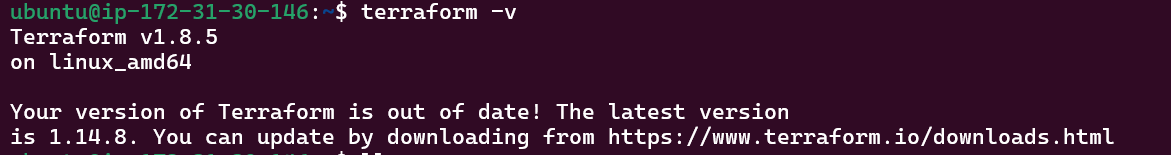 ubuntu@ip-172-31-30-146:~$ terraform -v
Terraform v1.8.5
on linux_amd64
Your version of Terraform is out of date! The latest version
is 1.14.8. You can update by downloading from https://www.terraform.io/downloads.html